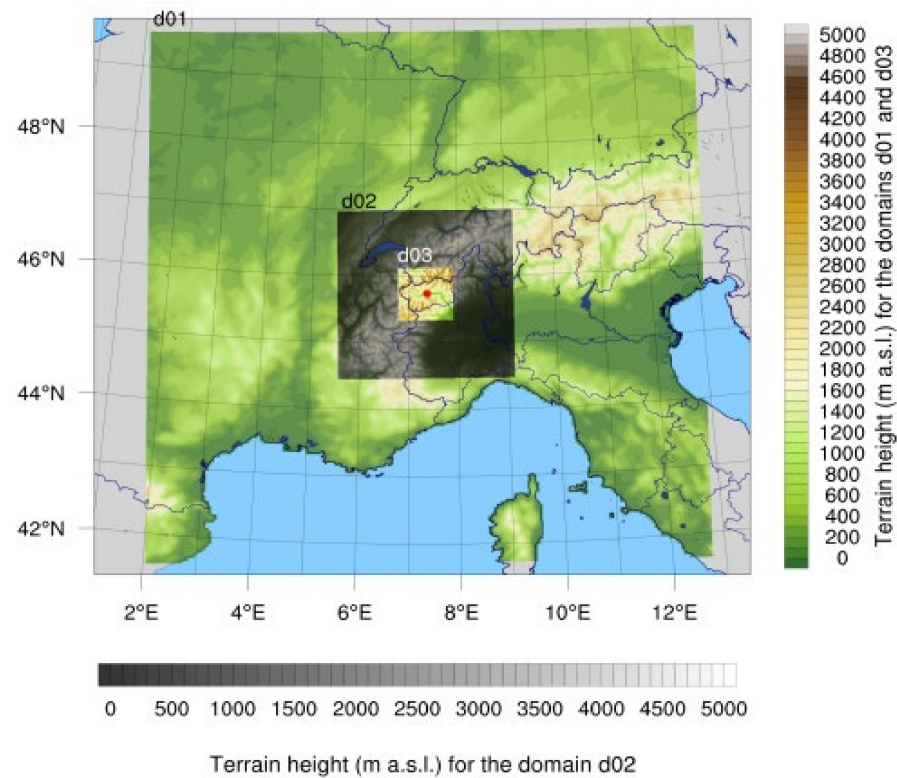 d01
d02
d03
48°N
46°N
44°N
42°N
2°E 4°E 6°E 8°E 10°E 12°E
5000
4800
4600
4400
4200
4000
3800
3600
3400
3200
3000
2800
2600
2400
2200
2000
1800
1600
1400
1200
1000
800
600
400
200
0
Terrain height (m a.s.l.) for the domains d01 and d03
0 500 1000 1500 2000 2500 3000 3500 4000 4500 5000
Terrain height (m a.s.l.) for the domain d02